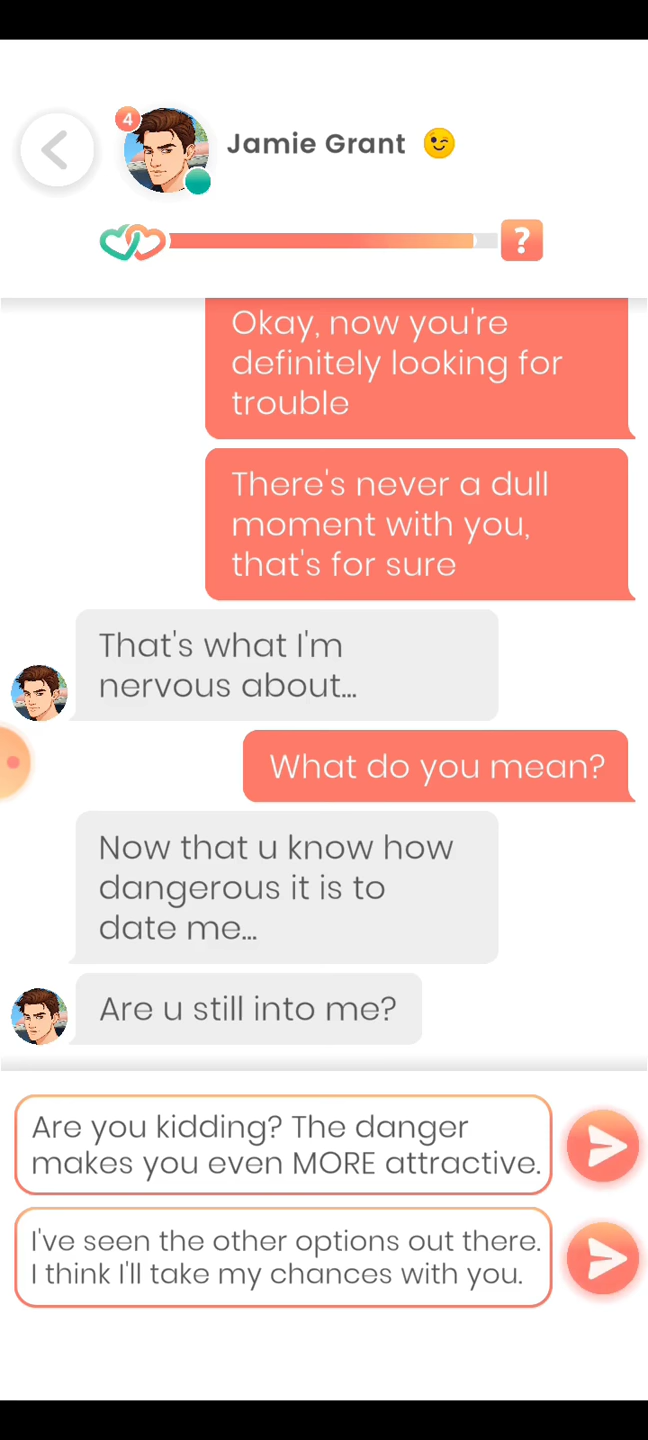 4
Jamie Grant
?
Okay, now you're
definitely looking for
trouble
There's never a dull
moment with you,
that's for sure
That's what I'm
nervous about...
What do you mean?
Now that u know how
dangerous it is to
date me...
Are u still into me?
Are you kidding? The danger
makes you even MORE attractive.
I've seen the other options out there.
I think I'll take my chances with you.